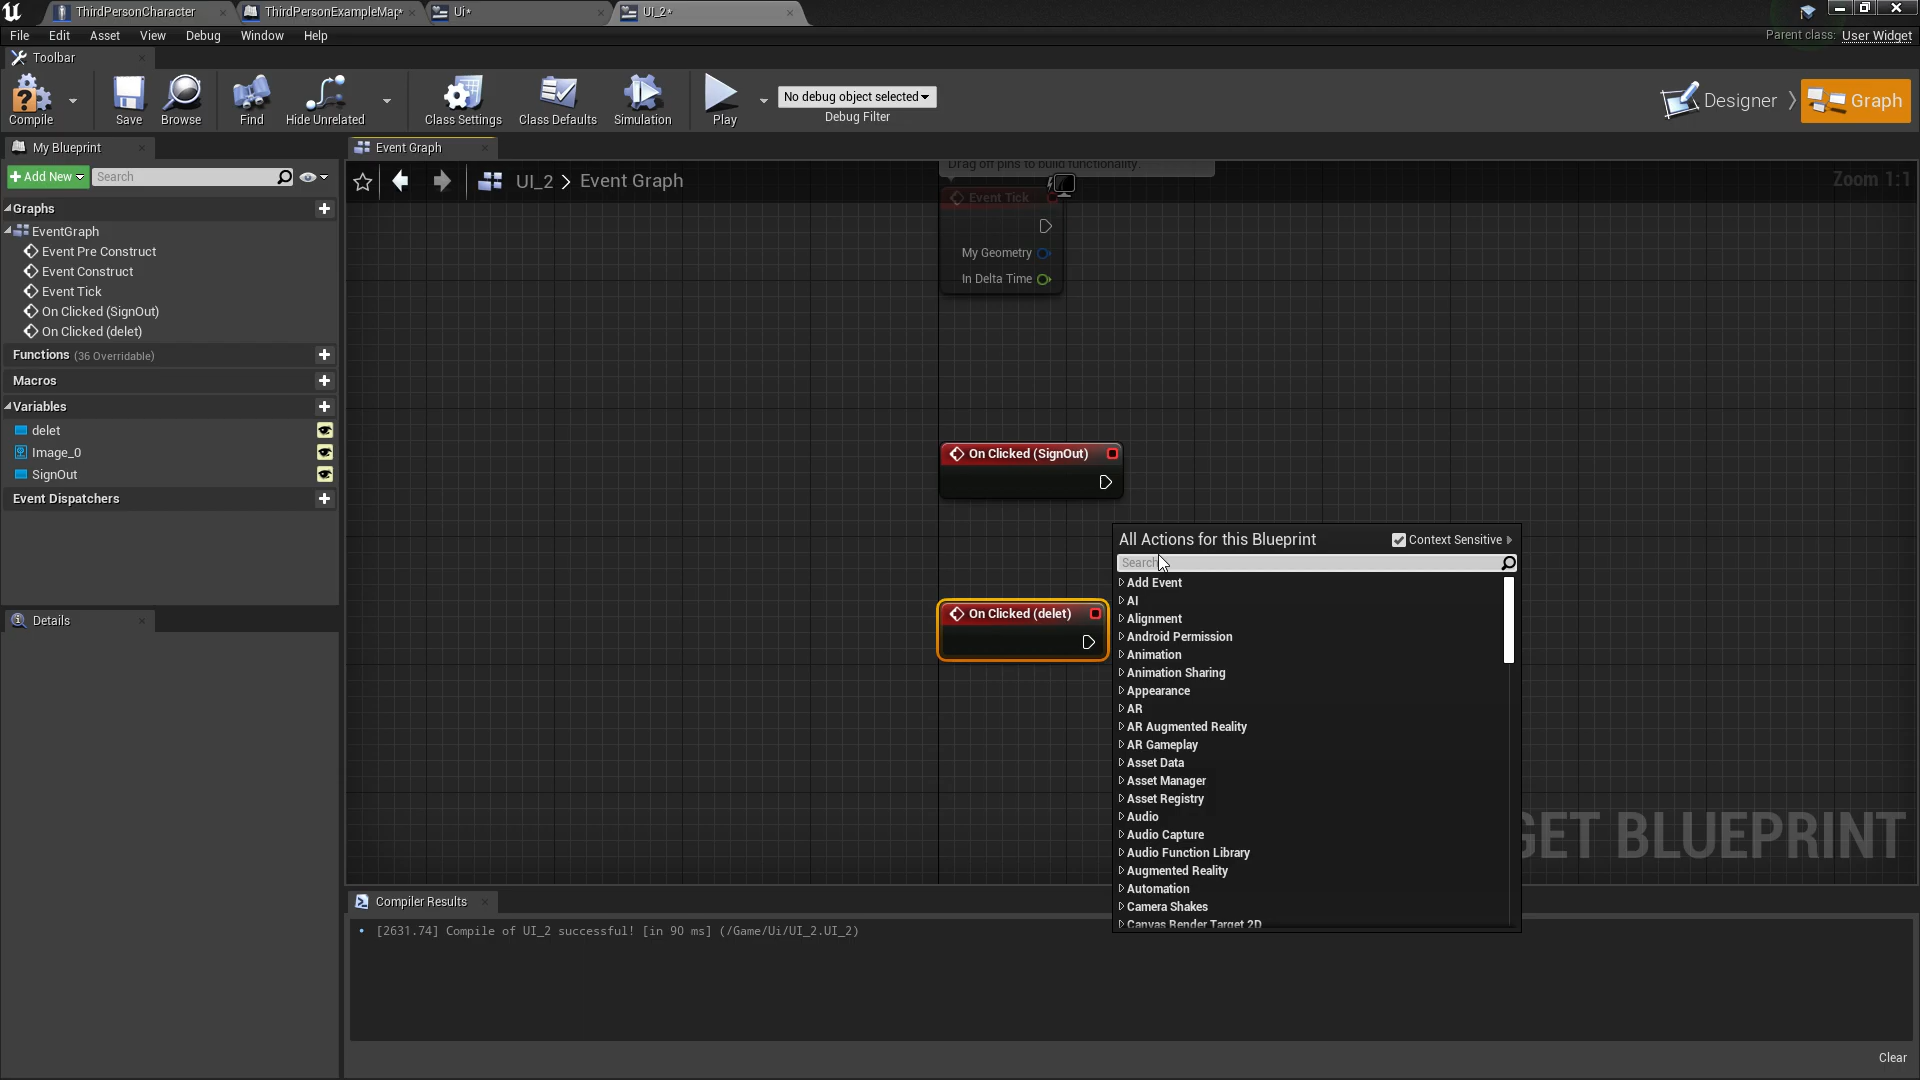 ThirdPersonCharacter
ThirdPersonExampleMap*
Ui*
UI_2*
File Edit Asset View Debug Window Help
Parent class: User Widget
Toolbar
Compile
Save
Browse
Find
Hide Unrelated
Class Settings
Class Defaults
Simulation
Play
No debug object selected
Debug Filter
Designer
Graph
My Blueprint
Add New
Search
Graphs
EventGraph
Event Pre Construct
Event Construct
Event Tick
On Clicked (SignOut)
On Clicked (delet)
Functions (36 Overridable)
Macros
Variables
delet
Image_0
SignOut
Event Dispatchers
Details
Event Graph
UI_2 > Event Graph
Zoom 1:1
Drag off pins to build functionality.
Event Tick
My Geometry
In Delta Time
On Clicked (SignOut)
On Clicked (delet)
All Actions for this Blueprint
Context Sensitive
Search
Add Event
AI
Alignment
Android Permission
Animation
Animation Sharing
Appearance
AR
AR Augmented Reality
AR Gameplay
Asset Data
Asset Manager
Asset Registry
Audio
Audio Capture
Audio Function Library
Augmented Reality
Automation
Camera Shakes
Canvas Render Target 2D
GET BLUEPRINT
Compiler Results
• [2631.74] Compile of UI_2 successful! [in 90 ms] (/Game/Ui/UI_2.UI_2)
Clear